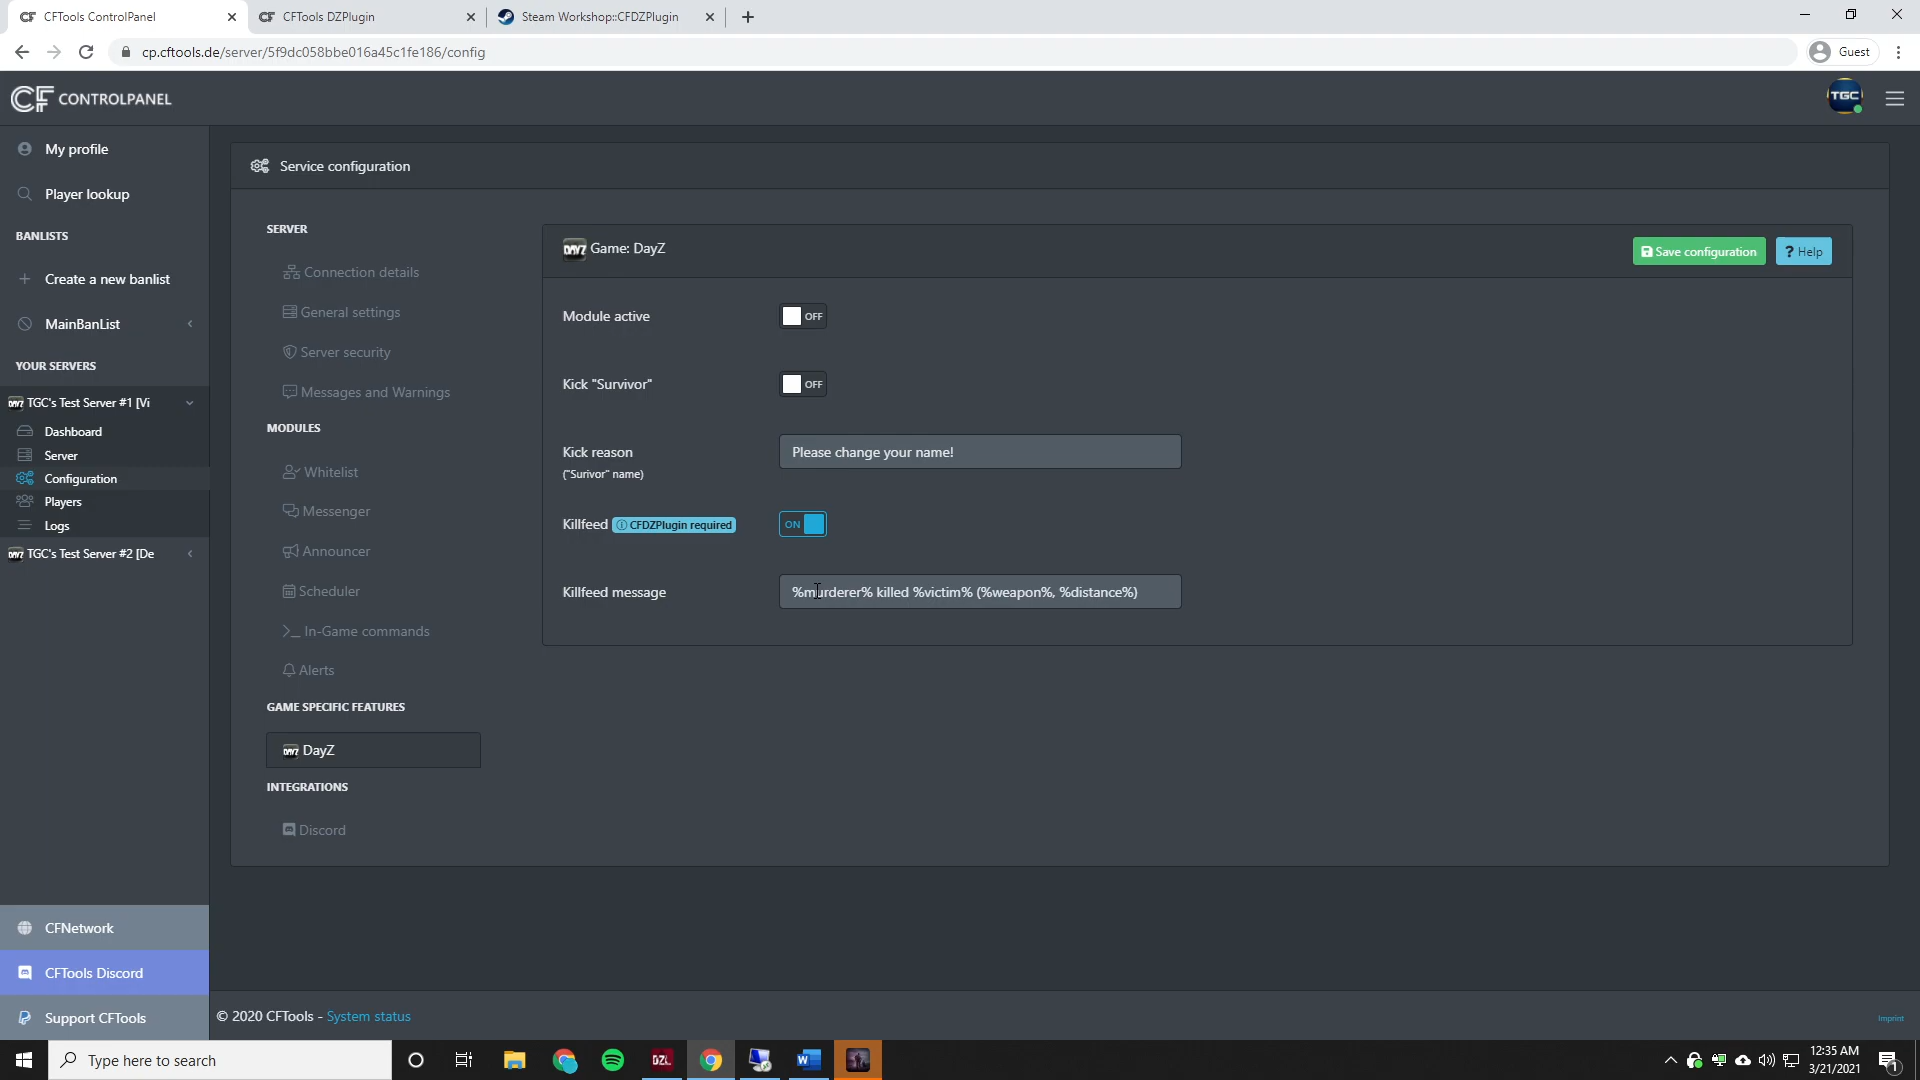 CFTools ControlPanel
CFTools DZPlugin
Steam Workshop::CFDZPlugin
cp.cftools.de/server/5f9dc058bbe016a45c1fe186/config
Guest
CF CONTROLPANEL
TGC
My profile
Player lookup
BANLISTS
Create a new banlist
MainBanList
YOUR SERVERS
TGC's Test Server #1 [Vi
Dashboard
Server
Configuration
Players
Logs
TGC's Test Server #2 [De
CFNetwork
CFTools Discord
Support CFTools
Service configuration
SERVER
Connection details
General settings
Server security
Messages and Warnings
MODULES
Whitelist
Messenger
Announcer
Scheduler
In-Game commands
Alerts
GAME SPECIFIC FEATURES
DayZ
INTEGRATIONS
Discord
Game: DayZ
Save configuration
? Help
Module active
OFF
Kick "Survivor"
OFF
Kick reason
("Surivor" name)
Please change your name!
Killfeed
CFDZPlugin required
ON
Killfeed message
%murderer% killed %victim% (%weapon%, %distance%)
© 2020 CFTools - System status
Imprint
Type here to search
DZL
12:35 AM
3/21/2021
1